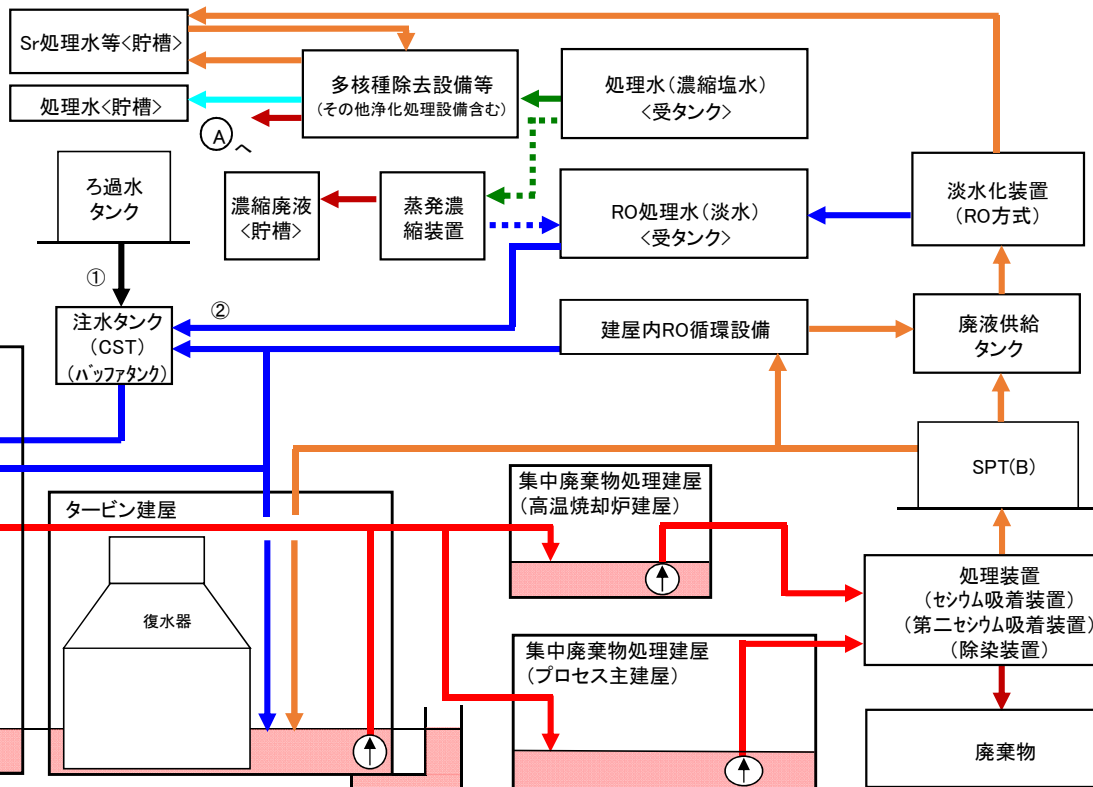 Sr処理水等<貯槽>
処理水<貯槽>
多核種除去設備等
(その他浄化処理設備含む)
処理水(濃縮塩水)
<受タンク>
Aへ
ろ過水
タンク
濃縮廃液
<貯槽>
蒸発濃
縮装置
RO処理水(淡水)
<受タンク>
淡水化装置
(RO方式)
①
②
注水タンク
(CST)
(バッファタンク)
建屋内RO循環設備
廃液供給
タンク
SPT(B)
タービン建屋
復水器
集中廃棄物処理建屋
(高温焼却炉建屋)
集中廃棄物処理建屋
(プロセス主建屋)
処理装置
(セシウム吸着装置)
(第二セシウム吸着装置)
(除染装置)
廃棄物